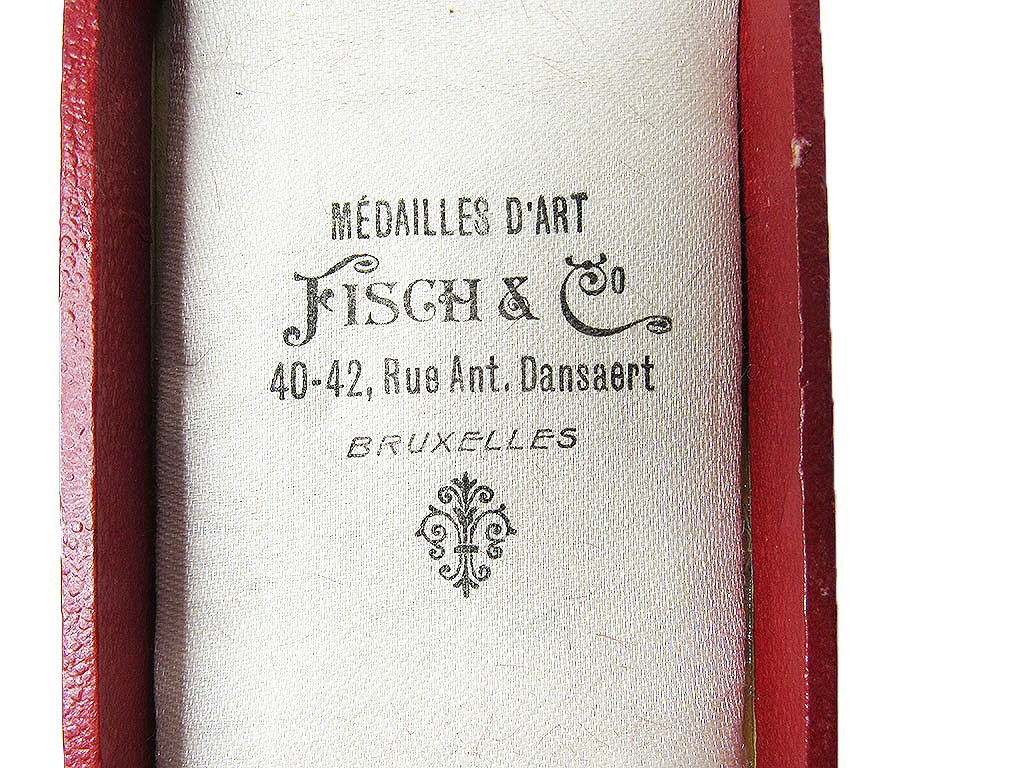 MÉDAILLES D'ART
FISCH & Co
40-42, Rue Ant. Dansaert
BRUXELLES